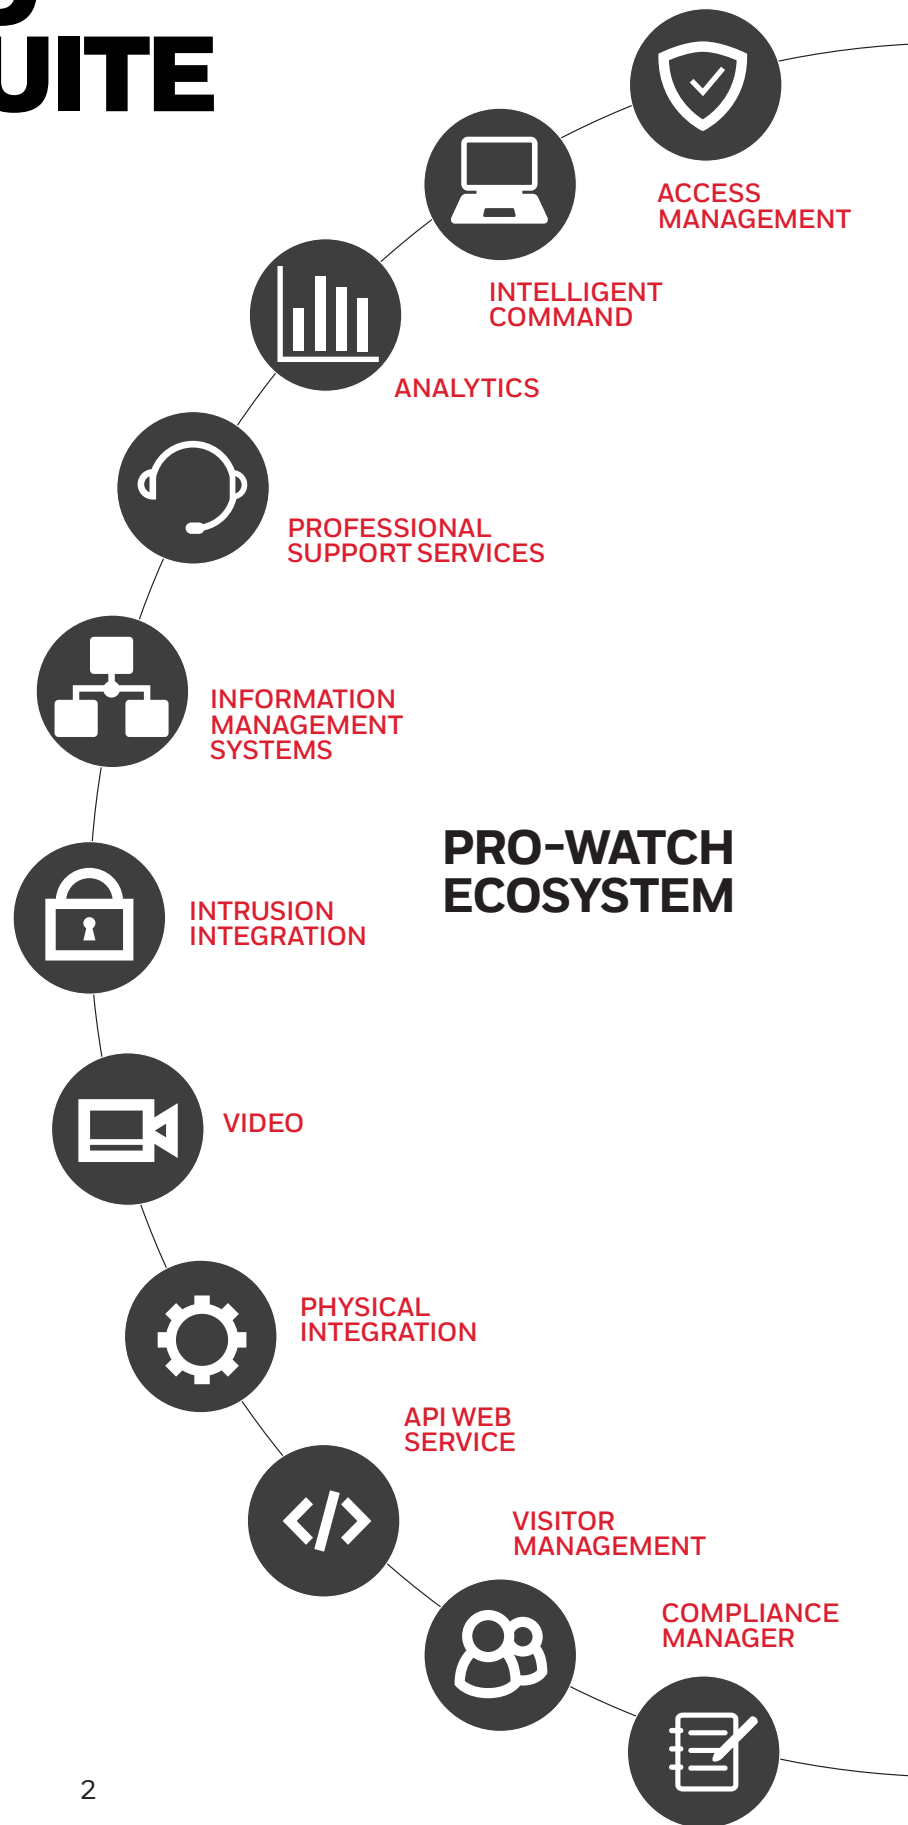 UITE
ACCESS
MANAGEMENT
INTELLIGENT
COMMAND
ANALYTICS
PROFESSIONAL
SUPPORT SERVICES
INFORMATION
MANAGEMENT
SYSTEMS
PRO-WATCH
ECOSYSTEM
INTRUSION
INTEGRATION
VIDEO
PHYSICAL
INTEGRATION
API WEB
SERVICE
VISITOR
MANAGEMENT
COMPLIANCE
MANAGER
2